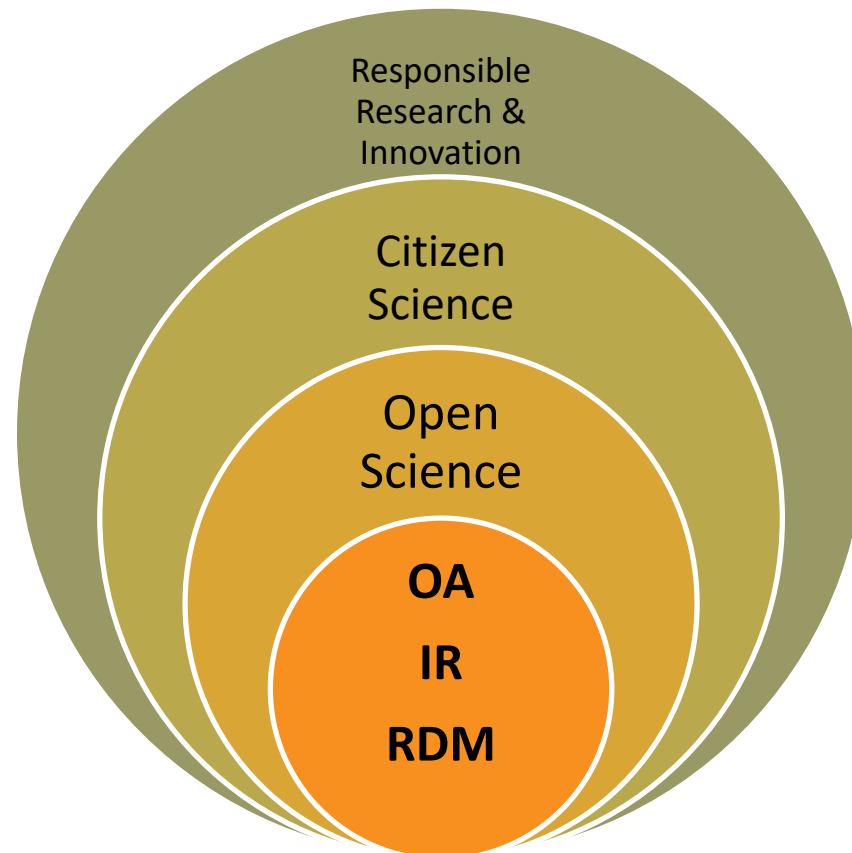 Responsible
Research &
Innovation
Citizen
Science
Open
Science
OA
IR
RDM